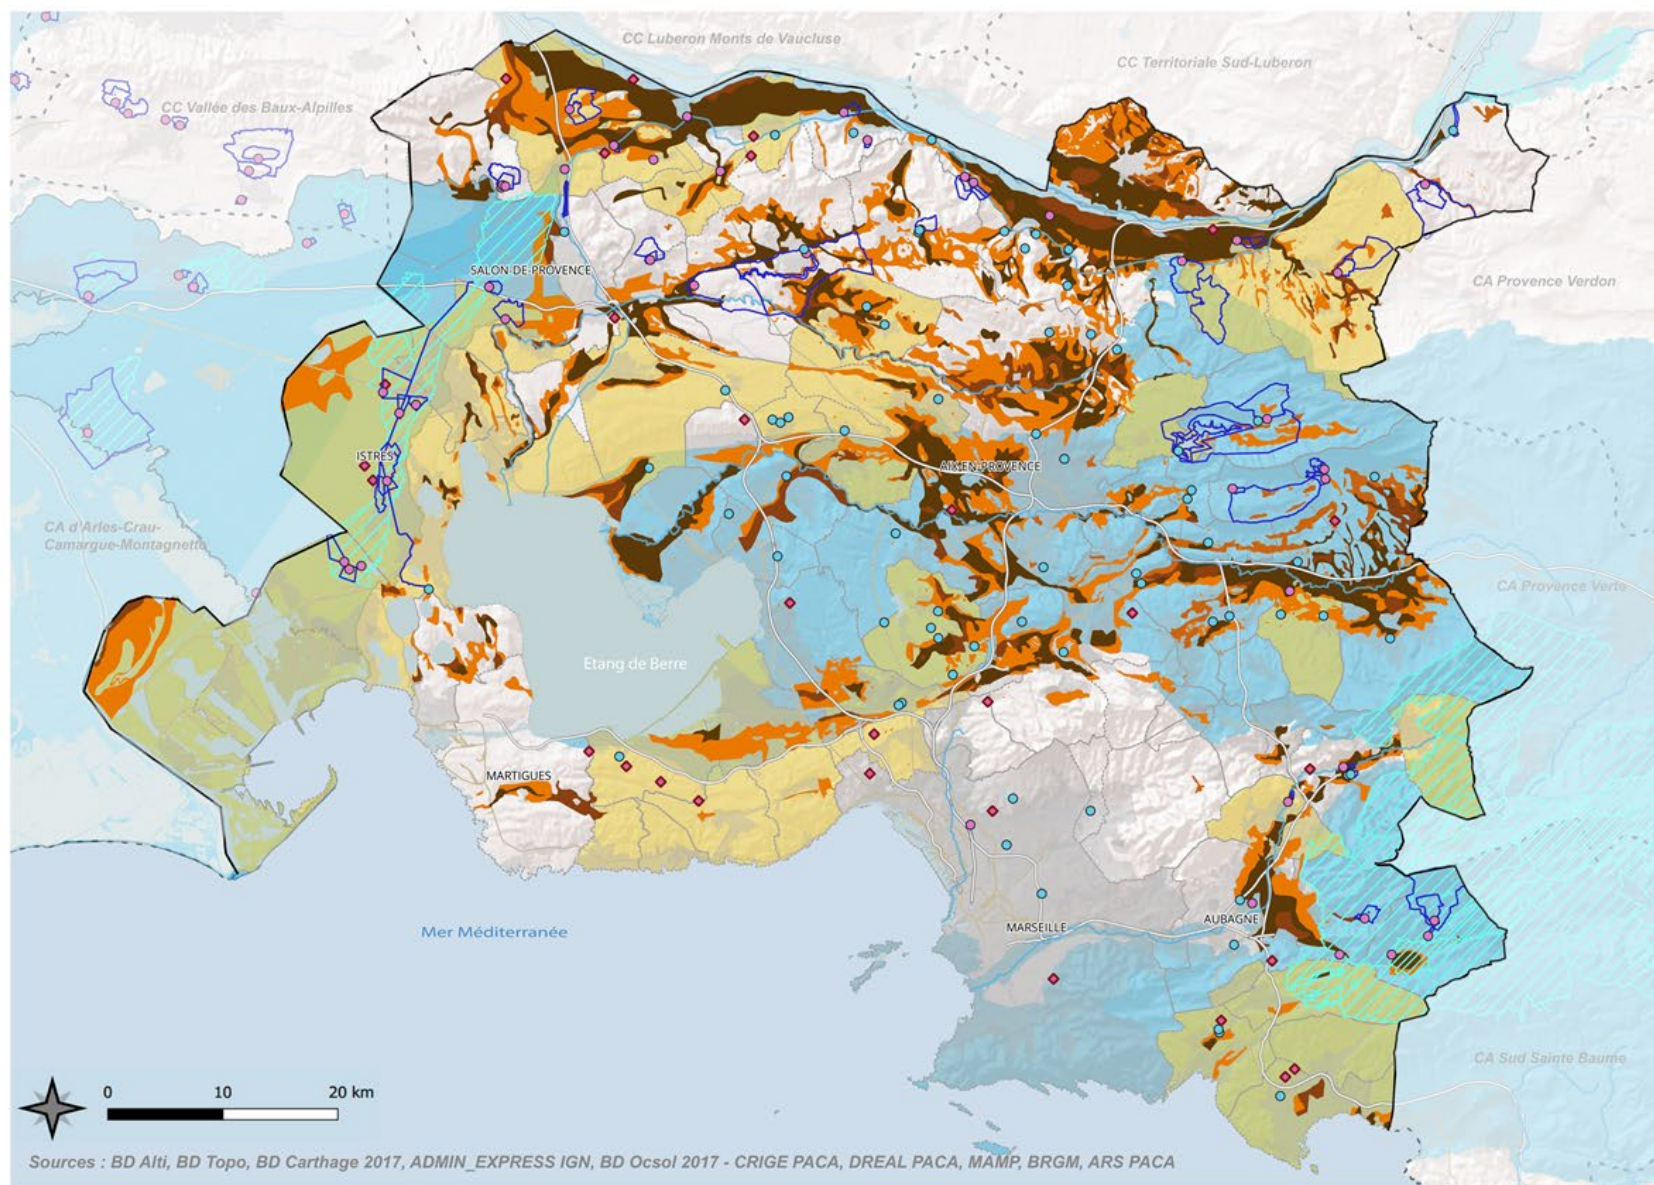 CC Luberon Monts de Vaucluse
CC Territoriale Sud-Luberon
CC Vallée des Baux-Alpilles
SALON-DE-PROVENCE
CA Provence Verdon
ISTRES
AIX-EN-PROVENCE
CA d'Arles-Crau-
Camargue-Montagnette
CA Provence Verte
Etang de Berre
MARTIGUES
AUBAGNE
MARSEILLE
Mer Méditerranée
CA Sud Sainte Baume
0 10 20 km
Sources : BD Alti, BD Topo, BD Carthage 2017, ADMIN_EXPRESS IGN, BD Ocsol 2017 - CRIGE PACA, DREAL PACA, MAMP, BRGM, ARS PACA